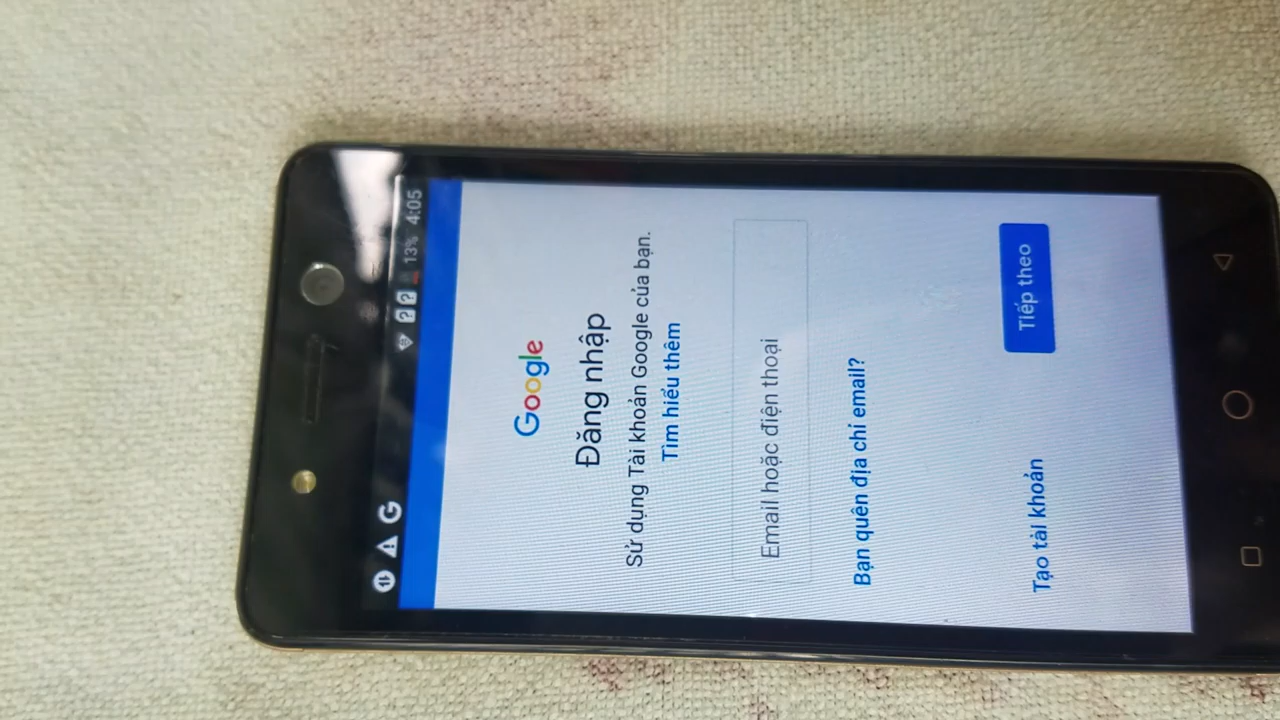 13% 4:05
Google
Đăng nhập
Sử dụng Tài khoản Google của bạn.
Tìm hiểu thêm
Email hoặc điện thoại
Bạn quên địa chỉ email?
Tạo tài khoản
Tiếp theo